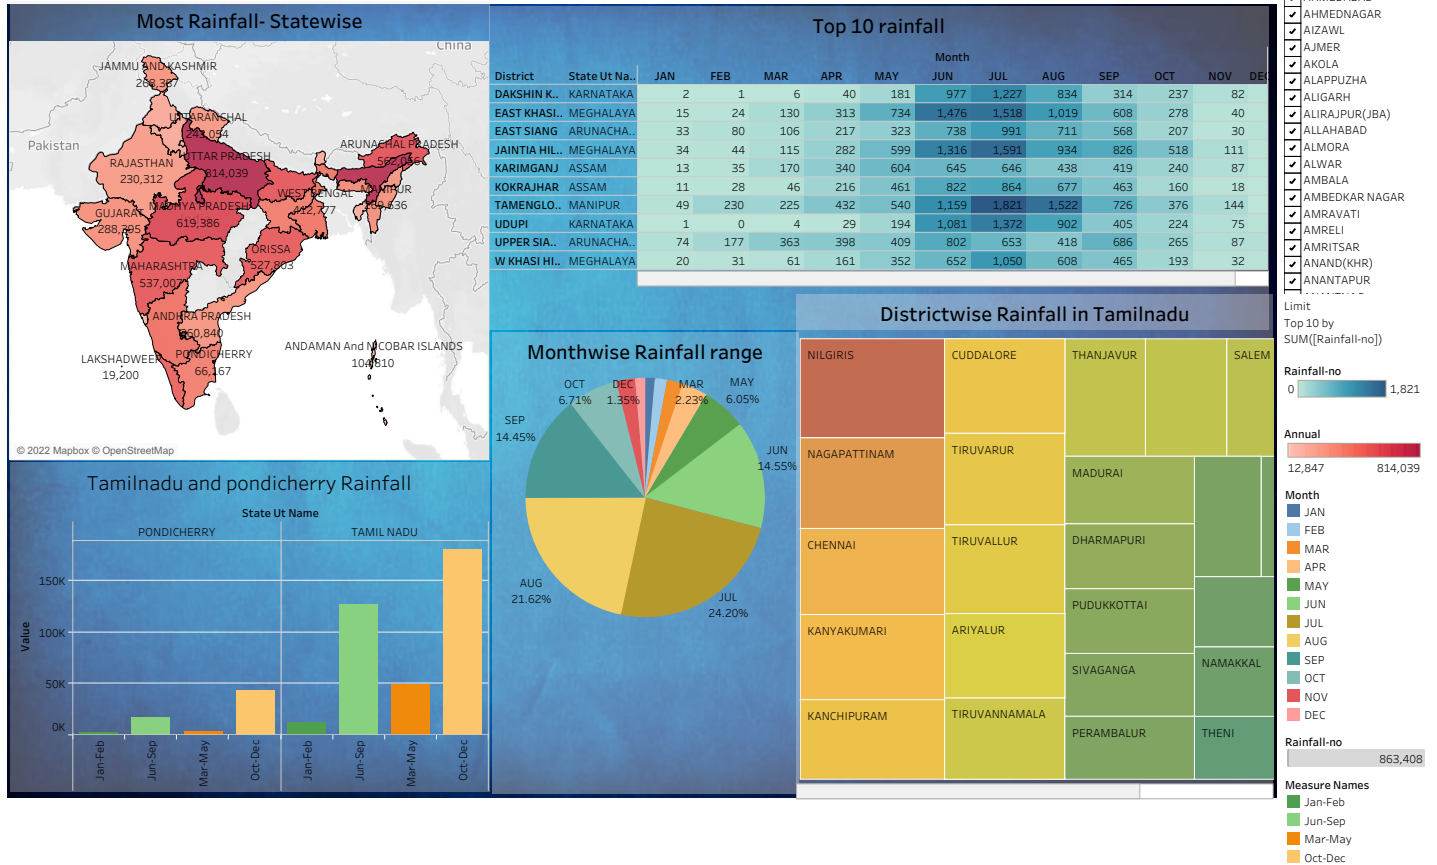 Most Rainfall- Statewise
China
Pakistan
JAMMU AND KASHMIR
268,387
UTTARANCHAL
243,054
ARUNACHAL PRADESH
RAJASTHAN
230,312
UTTAR PRADESH
814,039
WEST BENGAL
412,777
MANIPUR
GUJARAT
288,395
MADHYA PRADESH
619,386
ORISSA
527,803
MAHARASHTRA
537,007
ANDHRA PRADESH
PONDICHERRY
66,167
LAKSHADWEEP
19,200
ANDAMAN And NICOBAR ISLANDS
104,810
© 2022 Mapbox © OpenStreetMap
Top 10 rainfall
Month
District State Ut Na.. JAN FEB MAR APR MAY JUN JUL AUG SEP OCT NOV DEC
DAKSHIN K.. KARNATAKA 2 1 6 40 181 977 1,227 834 314 237 82
EAST KHASI.. MEGHALAYA 15 24 130 313 734 1,476 1,518 1,019 608 278 40
EAST SIANG ARUNACHA.. 33 80 106 217 323 738 991 711 568 207 30
JAINTIA HIL.. MEGHALAYA 34 44 115 282 599 1,316 1,591 934 826 518 111
KARIMGANJ ASSAM 13 35 170 340 604 645 646 438 419 240 87
KOKRAJHAR ASSAM 11 28 46 216 461 822 864 677 463 160 18
TAMENGLO.. MANIPUR 49 230 225 432 540 1,159 1,821 1,522 726 376 144
UDUPI KARNATAKA 1 0 4 29 194 1,081 1,372 902 405 224 75
UPPER SIA.. ARUNACHA.. 74 177 363 398 409 802 653 418 686 265 87
W KHASI HI.. MEGHALAYA 20 31 61 161 352 652 1,050 608 465 193 32
Tamilnadu and pondicherry Rainfall
State Ut Name
PONDICHERRY TAMIL NADU
Value
150K
100K
50K
0K
Jan-Feb
Jun-Sep
Mar-May
Oct-Dec
Jan-Feb
Jun-Sep
Mar-May
Oct-Dec
Monthwise Rainfall range
OCT
6.71%
DEC
1.35%
MAR
2.23%
MAY
6.05%
SEP
14.45%
JUN
14.55%
AUG
21.62%
JUL
24.20%
Districtwise Rainfall in Tamilnadu
NILGIRIS
NAGAPATTINAM
CHENNAI
KANYAKUMARI
KANCHIPURAM
CUDDALORE
TIRUVARUR
TIRUVALLUR
ARIYALUR
TIRUVANNAMALA
THANJAVUR
SALEM
MADURAI
DHARMAPURI
PUDUKKOTTAI
SIVAGANGA
PERAMBALUR
NAMAKKAL
THENI
AHMEDNAGAR
AIZAWL
AJMER
AKOLA
ALAPPUZHA
ALIGARH
ALIRAJPUR(JBA)
ALLAHABAD
ALMORA
ALWAR
AMBALA
AMBEDKAR NAGAR
AMRAVATI
AMRELI
AMRITSAR
ANAND(KHR)
ANANTAPUR
Limit
Top 10 by
SUM([Rainfall-no])
Rainfall-no
0 1,821
Annual
12,847 814,039
Month
JAN
FEB
MAR
APR
MAY
JUN
JUL
AUG
SEP
OCT
NOV
DEC
Rainfall-no
863,408
Measure Names
Jan-Feb
Jun-Sep
Mar-May
Oct-Dec